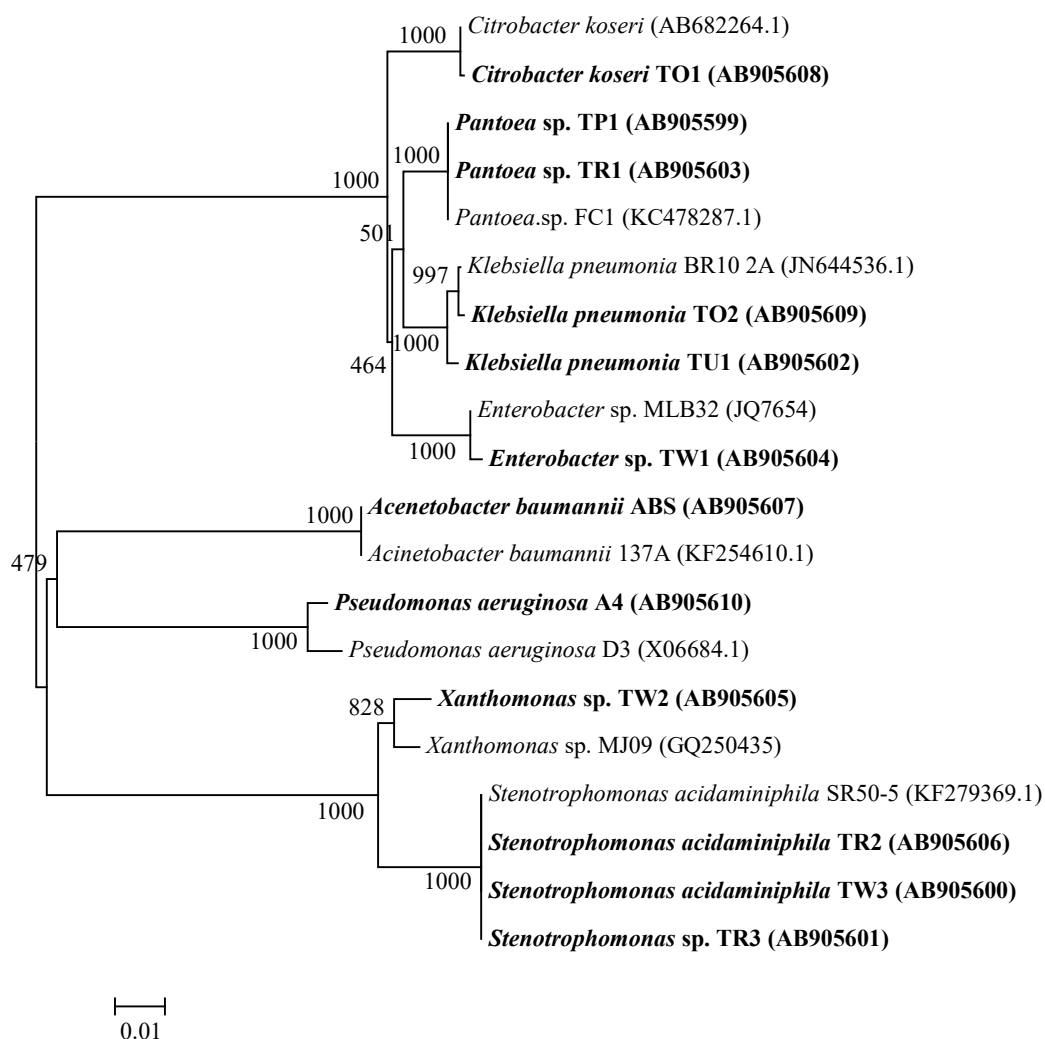 1000
Citrobacter koseri (AB682264.1)
Citrobacter koseri TO1 (AB905608)
Pantoea sp. TP1 (AB905599)
1000
Pantoea sp. TR1 (AB905603)
1000
Pantoea.sp. FC1 (KC478287.1)
501
Klebsiella pneumonia BR10 2A (JN644536.1)
997
Klebsiella pneumonia TO2 (AB905609)
1000
Klebsiella pneumonia TU1 (AB905602)
464
Enterobacter sp. MLB32 (JQ7654)
1000
Enterobacter sp. TW1 (AB905604)
Acenetobacter baumannii ABS (AB905607)
1000
Acinetobacter baumannii 137A (KF254610.1)
479
Pseudomonas aeruginosa A4 (AB905610)
1000
Pseudomonas aeruginosa D3 (X06684.1)
Xanthomonas sp. TW2 (AB905605)
828
Xanthomonas sp. MJ09 (GQ250435)
Stenotrophomonas acidaminiphila SR50-5 (KF279369.1)
1000
Stenotrophomonas acidaminiphila TR2 (AB905606)
1000
Stenotrophomonas acidaminiphila TW3 (AB905600)
Stenotrophomonas sp. TR3 (AB905601)
0.01